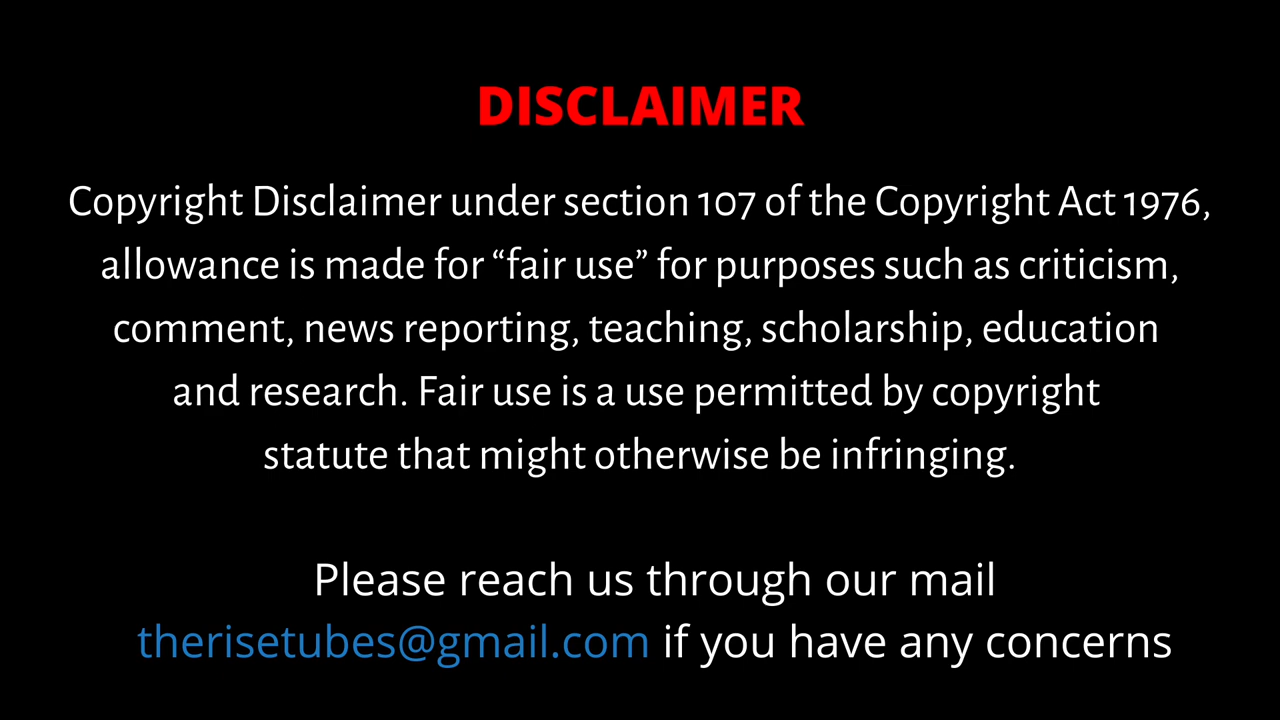 DISCLAIMER
Copyright Disclaimer under section 107 of the Copyright Act 1976,
allowance is made for “fair use” for purposes such as criticism,
comment, news reporting, teaching, scholarship, education
and research. Fair use is a use permitted by copyright
statute that might otherwise be infringing.
Please reach us through our mail
therisetubes@gmail.com if you have any concerns